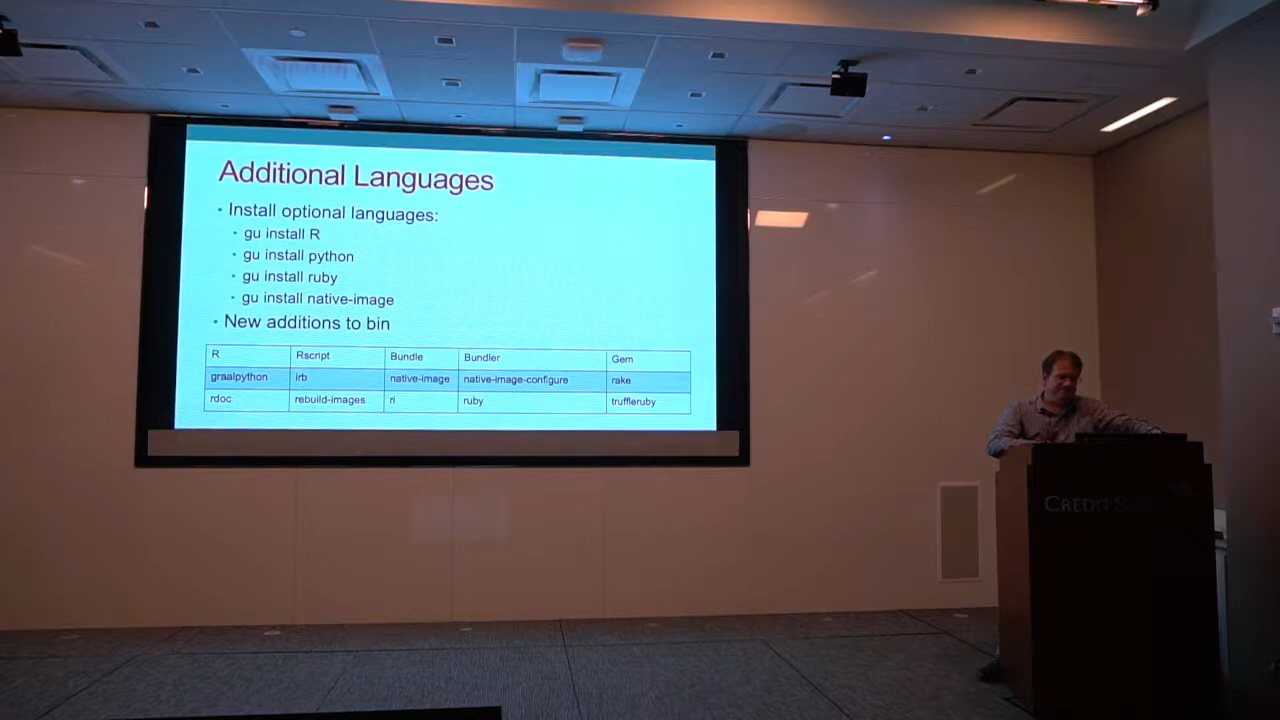 Additional Languages
• Install optional languages:
• gu install R
• gu install python
• gu install ruby
• gu install native-image
• New additions to bin
R Rscript Bundle Bundler Gem
graalpython irb native-image native-image-configure rake
rdoc rebuild-images ri ruby truffleruby
CREDIT